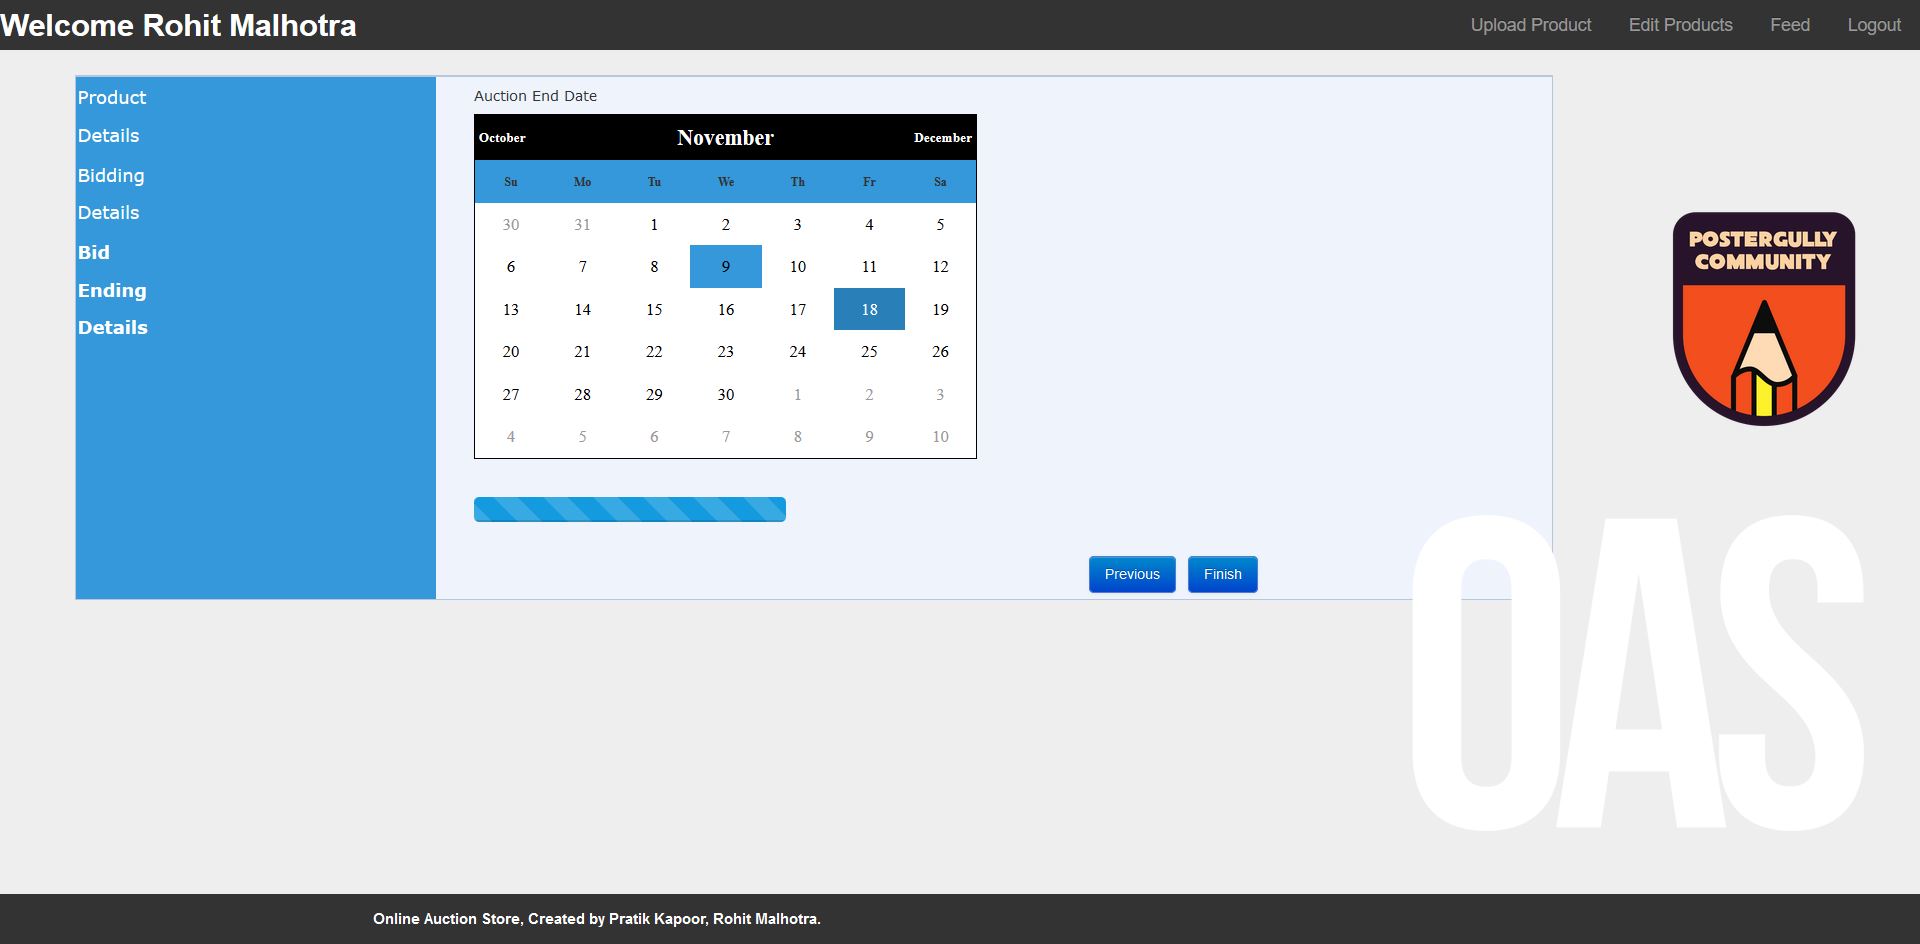 Welcome Rohit Malhotra
Upload Product Edit Products Feed Logout
Product
Details
Bidding
Details
Bid
Ending
Details
Auction End Date
October November December
Su Mo Tu We Th Fr Sa
30 31 1 2 3 4 5
6 7 8 9 10 11 12
13 14 15 16 17 18 19
20 21 22 23 24 25 26
27 28 29 30 1 2 3
4 5 6 7 8 9 10
Previous Finish
POSTERGULLY
COMMUNITY
OAS
Online Auction Store, Created by Pratik Kapoor, Rohit Malhotra.